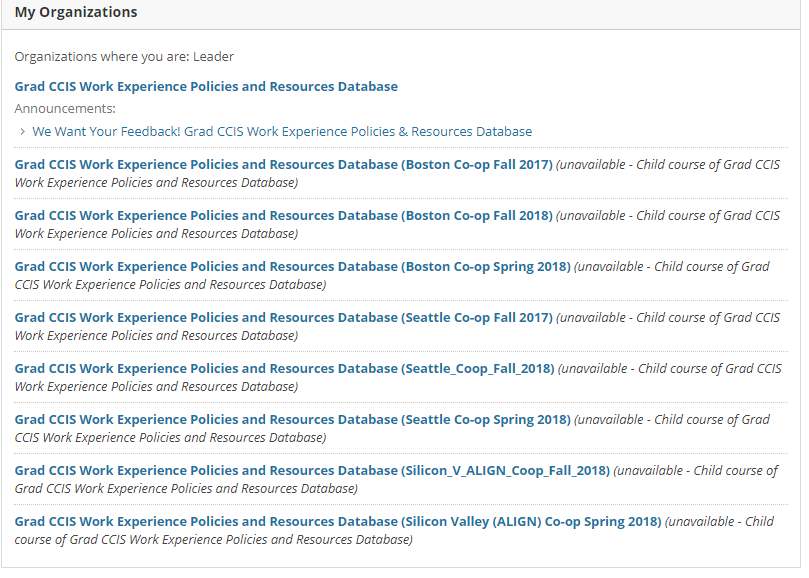 My Organizations
Organizations where you are: Leader
Grad CCIS Work Experience Policies and Resources Database
Announcements:
We Want Your Feedback! Grad CCIS Work Experience Policies & Resources Database
Grad CCIS Work Experience Policies and Resources Database (Boston Co-op Fall 2017) (unavailable - Child course of Grad CCIS
Work Experience Policies and Resources Database)
Grad CCIS Work Experience Policies and Resources Database (Boston Co-op Fall 2018) (unavailable - Child course of Grad CCIS
Work Experience Policies and Resources Database)
Grad CCIS Work Experience Policies and Resources Database (Boston Co-op Spring 2018) (unavailable - Child course of Grad
CCIS Work Experience Policies and Resources Database)
Grad CCIS Work Experience Policies and Resources Database (Seattle Co-op Fall 2017) (unavailable - Child course of Grad CCIS
Work Experience Policies and Resources Database)
Grad CCIS Work Experience Policies and Resources Database (Seattle_Coop_Fall_2018) (unavailable - Child course of Grad CCIS
Work Experience Policies and Resources Database)
Grad CCIS Work Experience Policies and Resources Database (Seattle Co-op Spring 2018) (unavailable - Child course of Grad
CCIS Work Experience Policies and Resources Database)
Grad CCIS Work Experience Policies and Resources Database (Silicon_V_ALIGN_Coop_Fall_2018) (unavailable - Child course of
Grad CCIS Work Experience Policies and Resources Database)
Grad CCIS Work Experience Policies and Resources Database (Silicon Valley (ALIGN) Co-op Spring 2018) (unavailable - Child
course of Grad CCIS Work Experience Policies and Resources Database)